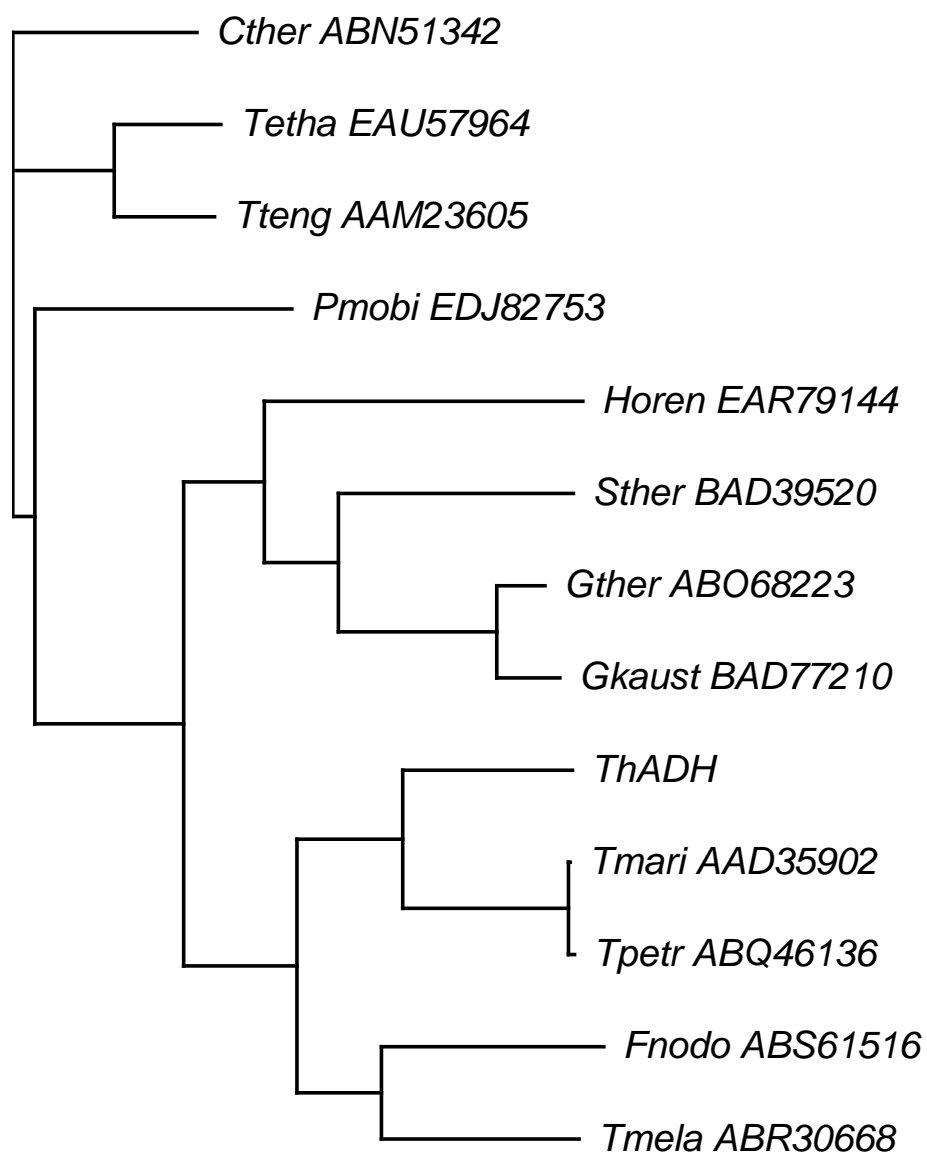 Cther ABN51342
Tetha EAU57964
Tteng AAM23605
Pmobi EDJ82753
Horen EAR79144
Sther BAD39520
Gther ABO68223
Gkaust BAD77210
ThADH
Tmari AAD35902
Tpetr ABQ46136
Fnodo ABS61516
Tmela ABR30668